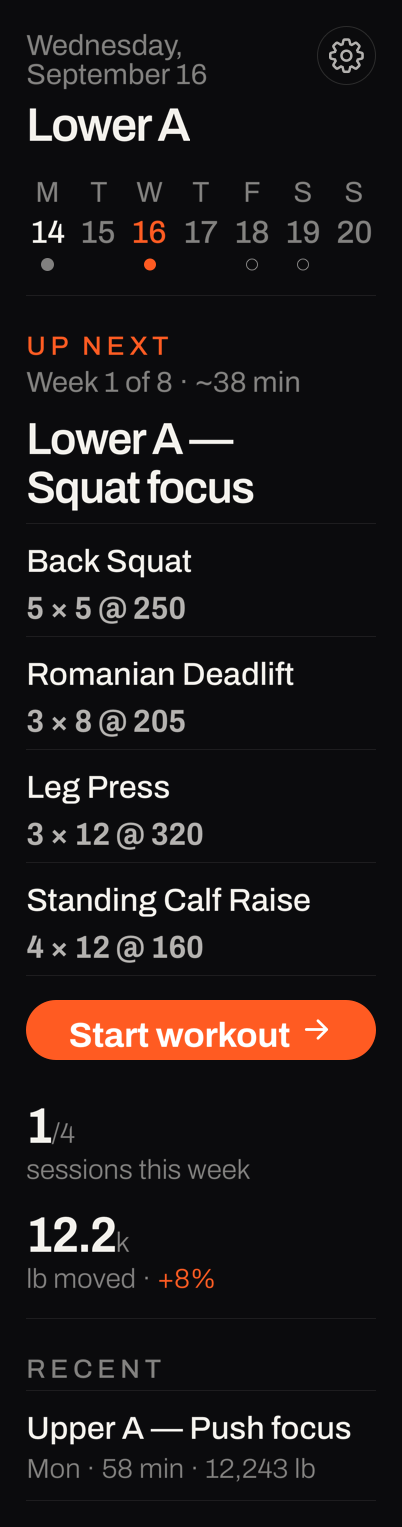 Wednesday,
September 16
Lower A
M T W T F S S
14 15 16 17 18 19 20
UP NEXT
Week 1 of 8 · ~38 min
Lower A —
Squat focus
Back Squat
5 × 5 @ 250
Romanian Deadlift
3 × 8 @ 205
Leg Press
3 × 12 @ 320
Standing Calf Raise
4 × 12 @ 160
Start workout →
1/4
sessions this week
12.2k
lb moved · +8%
RECENT
Upper A — Push focus
Mon · 58 min · 12,243 lb